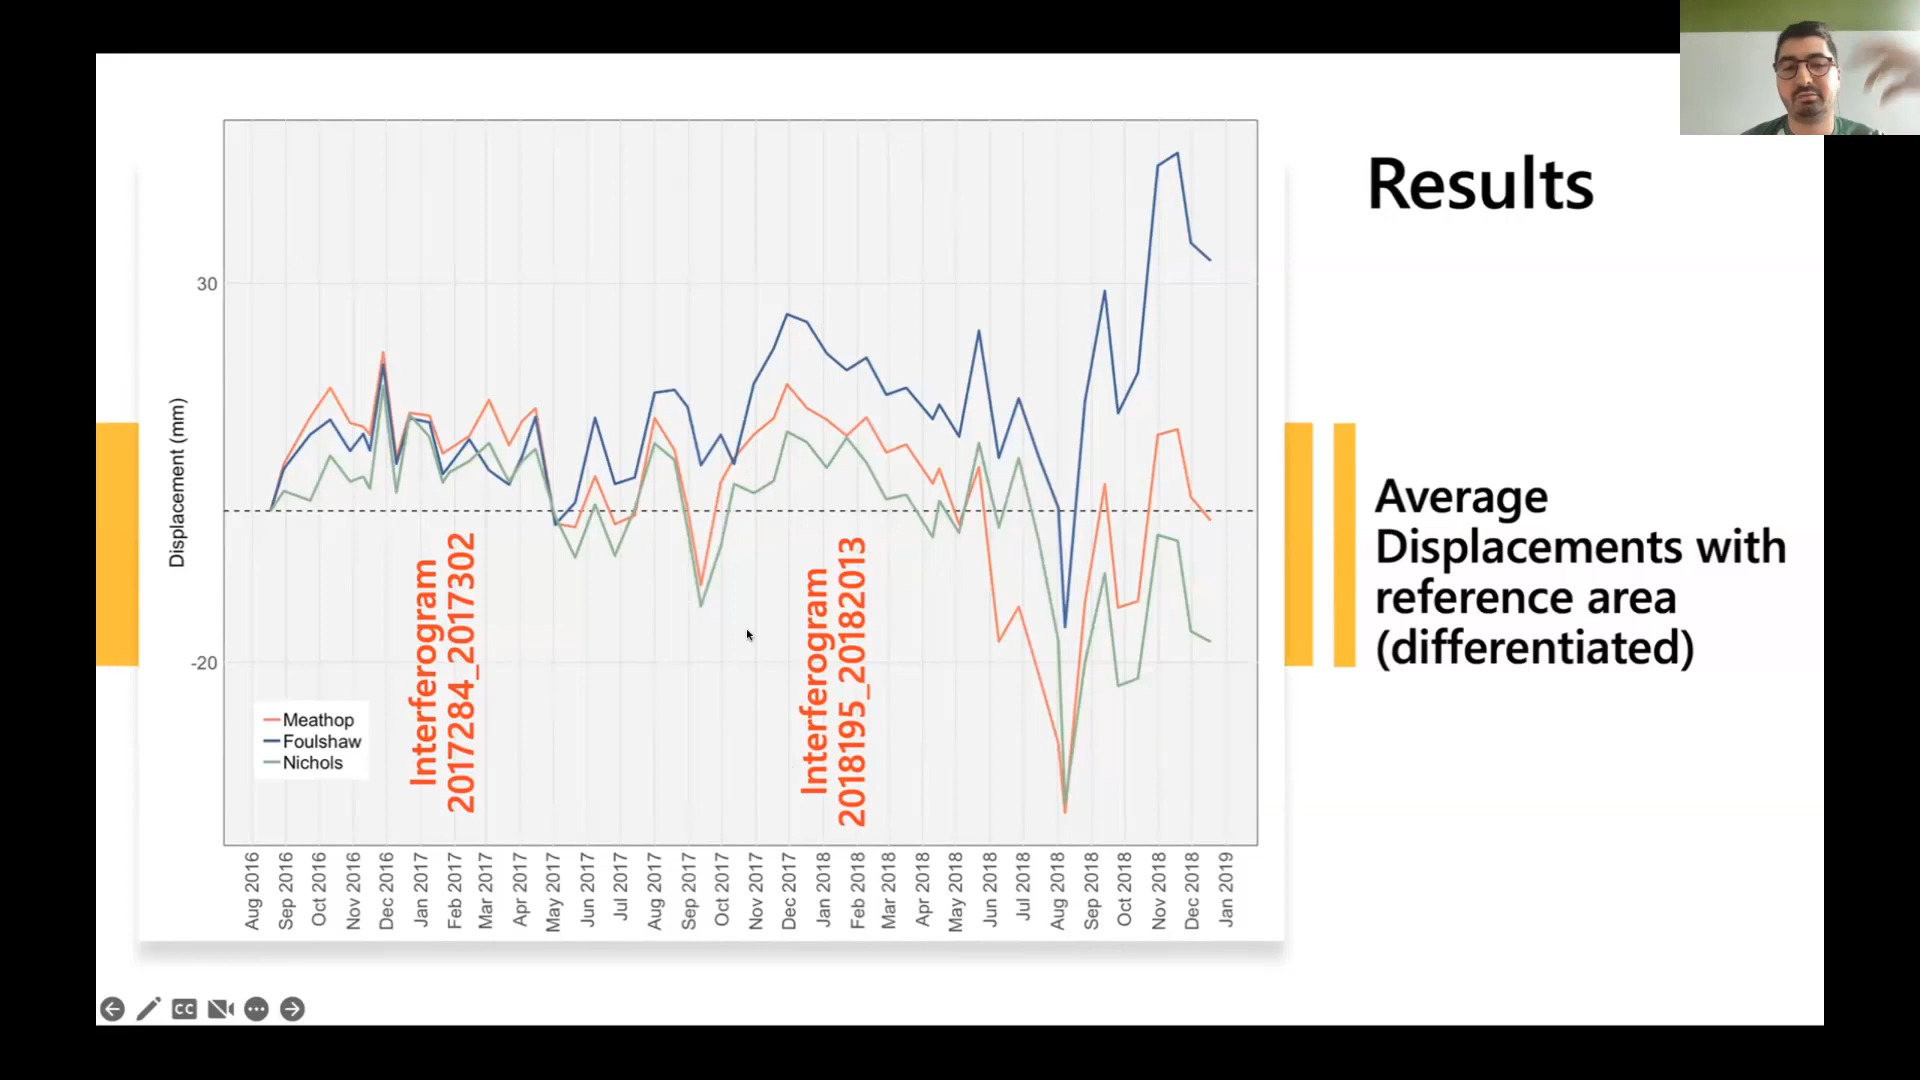 Results
Average
Displacements with
reference area
(differentiated)
Displacement (mm)
30
-20
Interferogram
2017284_2017302
Interferogram
2018195_20182013
Meathop
Foulshaw
Nichols
Aug 2016
Sep 2016
Oct 2016
Nov 2016
Dec 2016
Jan 2017
Feb 2017
Mar 2017
Apr 2017
May 2017
Jun 2017
Jul 2017
Aug 2017
Sep 2017
Oct 2017
Nov 2017
Dec 2017
Jan 2018
Feb 2018
Mar 2018
Apr 2018
May 2018
Jun 2018
Jul 2018
Aug 2018
Sep 2018
Oct 2018
Nov 2018
Dec 2018
Jan 2019
CC